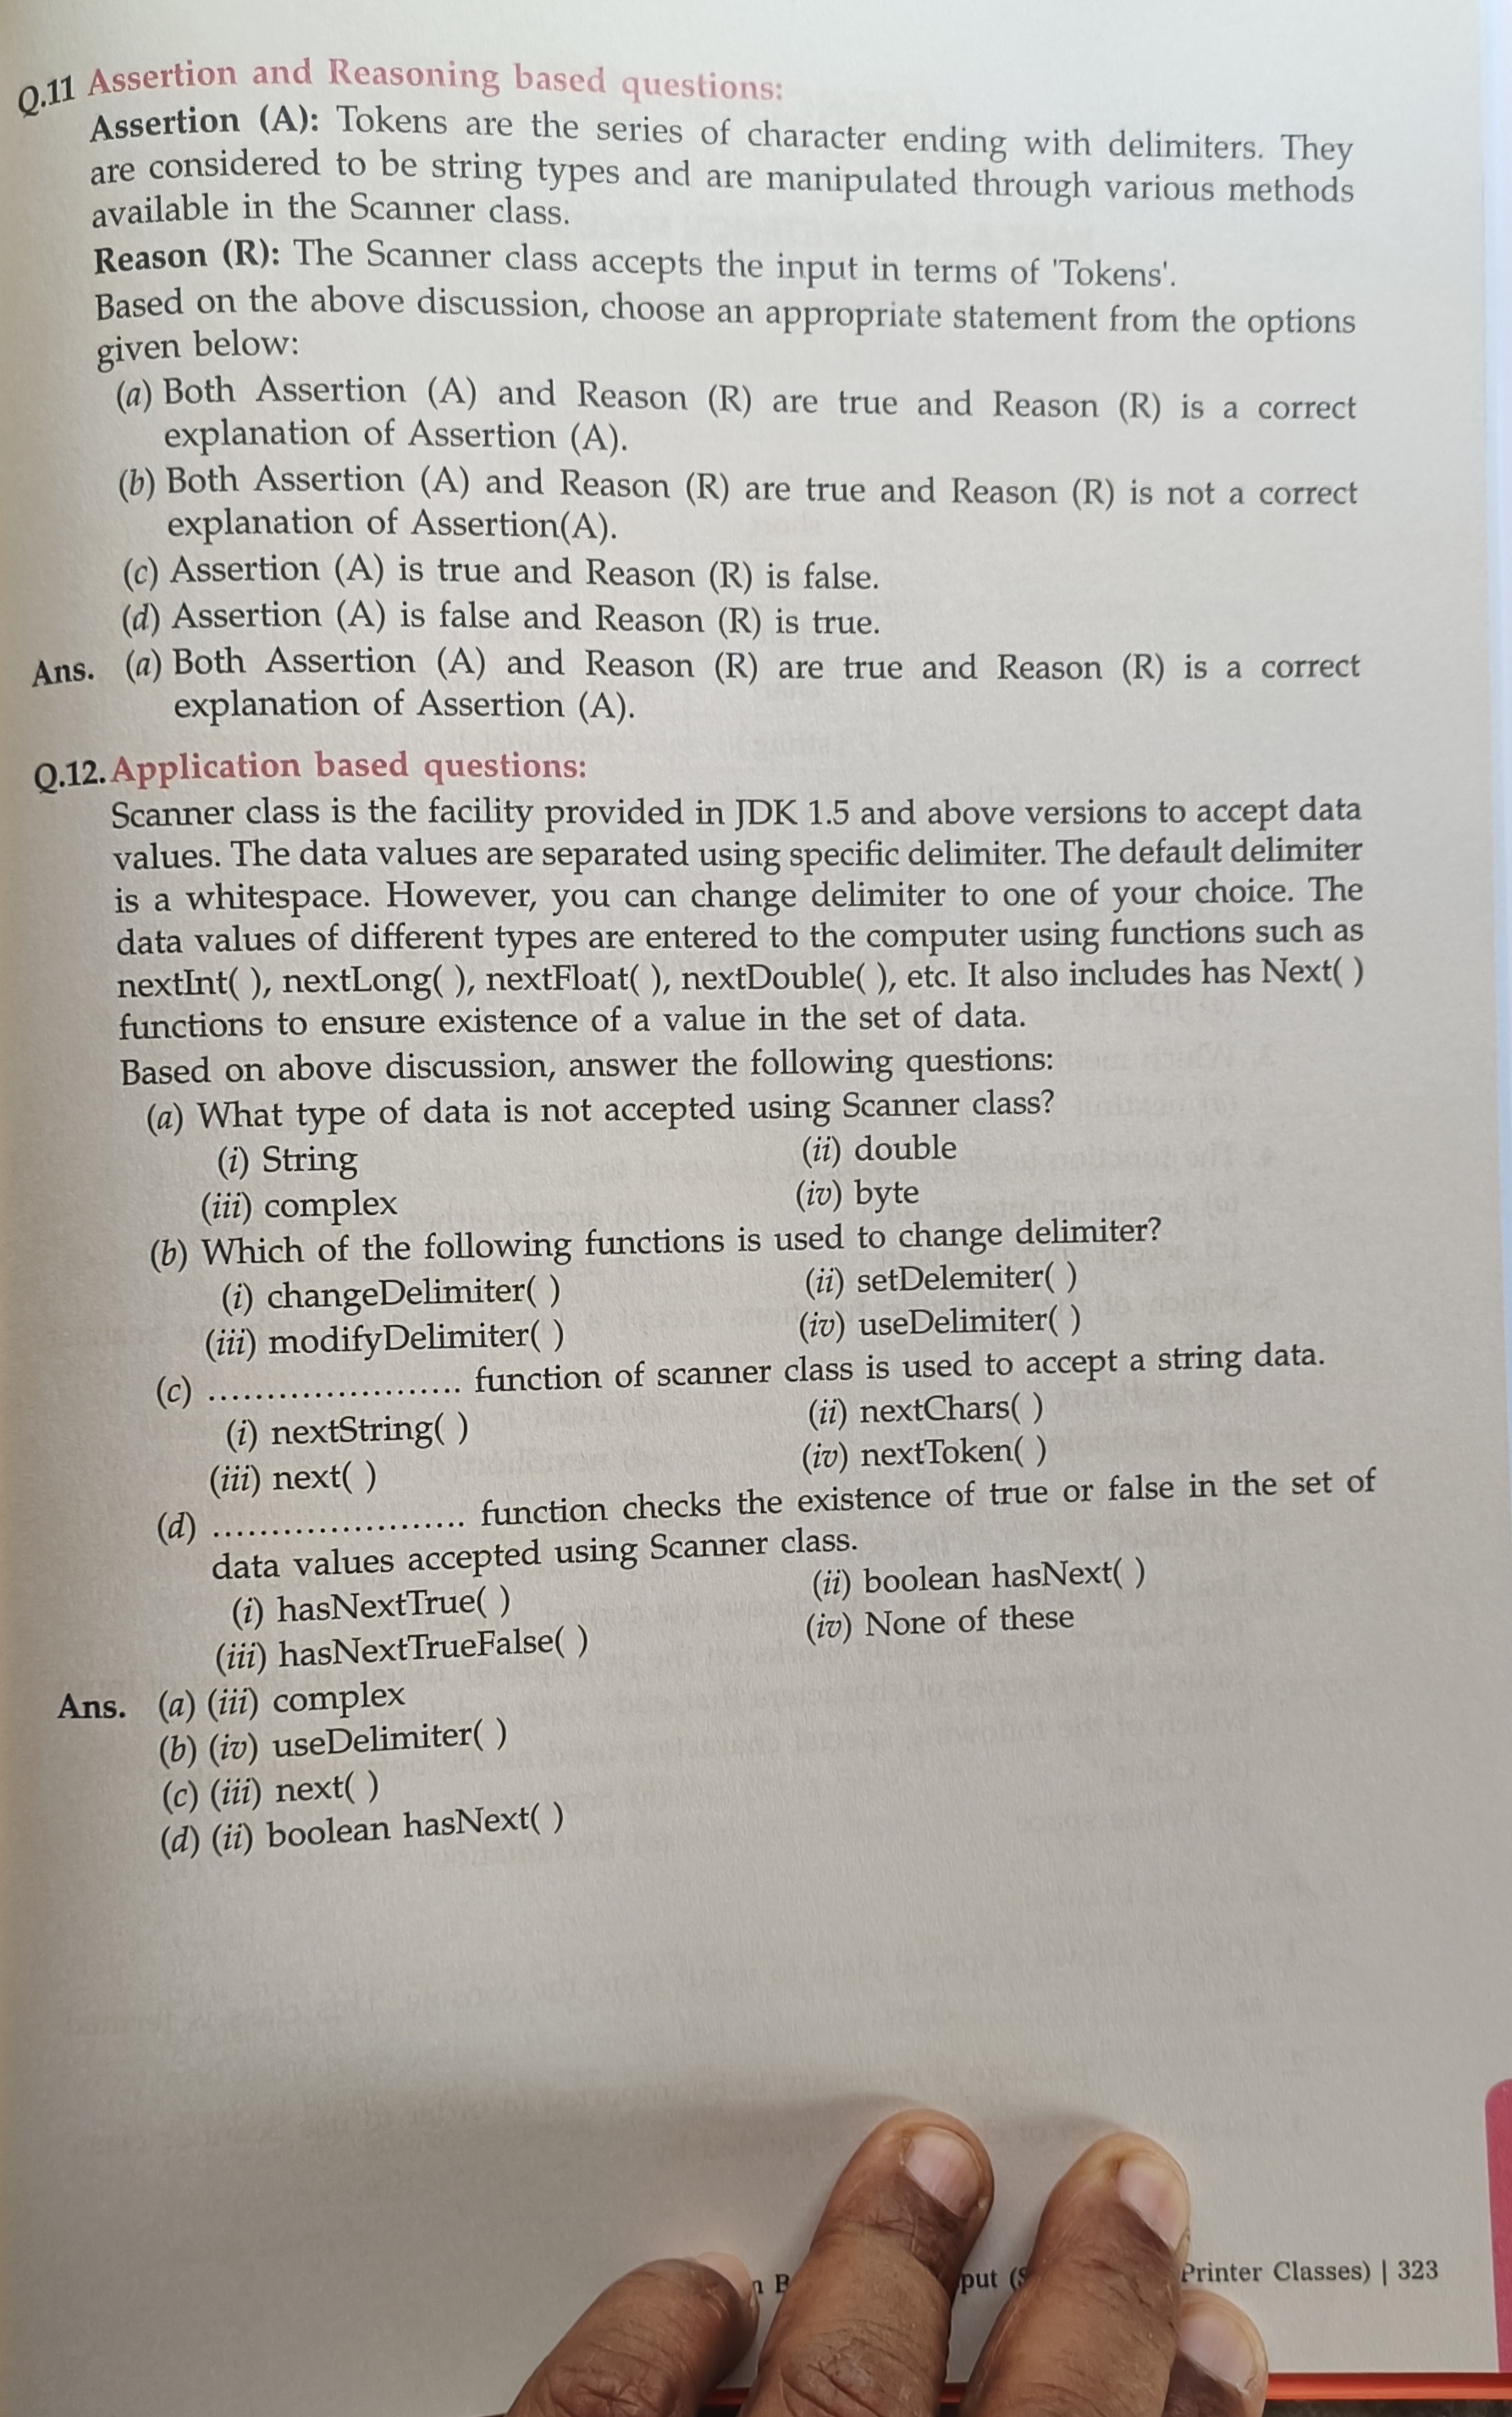 Q.11 Assertion and Reasoning based questions:
Assertion (A): Tokens are the series of character ending with delimiters. They
are considered to be string types and are manipulated through various methods
available in the Scanner class.
Reason (R): The Scanner class accepts the input in terms of 'Tokens'.
Based on the above discussion, choose an appropriate statement from the options
given below:
(a) Both Assertion (A) and Reason (R) are true and Reason (R) is a correct
explanation of Assertion (A).
(b) Both Assertion (A) and Reason (R) are true and Reason (R) is not a correct
explanation of Assertion(A).
(c) Assertion (A) is true and Reason (R) is false.
(d) Assertion (A) is false and Reason (R) is true.
Ans. (a) Both Assertion (A) and Reason (R) are true and Reason (R) is a correct
explanation of Assertion (A).
Q.12. Application based questions:
Scanner class is the facility provided in JDK 1.5 and above versions to accept data
values. The data values are separated using specific delimiter. The default delimiter
is a whitespace. However, you can change delimiter to one of your choice. The
data values of different types are entered to the computer using functions such as
nextInt( ), nextLong( ), nextFloat( ), nextDouble( ), etc. It also includes has Next( )
functions to ensure existence of a value in the set of data.
Based on above discussion, answer the following questions:
(a) What type of data is not accepted using Scanner class?
(i) String (ii) double
(iii) complex (iv) byte
(b) Which of the following functions is used to change delimiter?
(i) changeDelimiter( ) (ii) setDelemiter( )
(iii) modifyDelimiter( ) (iv) useDelimiter( )
(c) ...................... function of scanner class is used to accept a string data.
(i) nextString( ) (ii) nextChars( )
(iii) next( ) (iv) nextToken( )
(d) ...................... function checks the existence of true or false in the set of
data values accepted using Scanner class.
(i) hasNextTrue( ) (ii) boolean hasNext( )
(iii) hasNextTrueFalse( ) (iv) None of these
Ans. (a) (iii) complex
(b) (iv) useDelimiter( )
(c) (iii) next( )
(d) (ii) boolean hasNext( )
Printer Classes) | 323